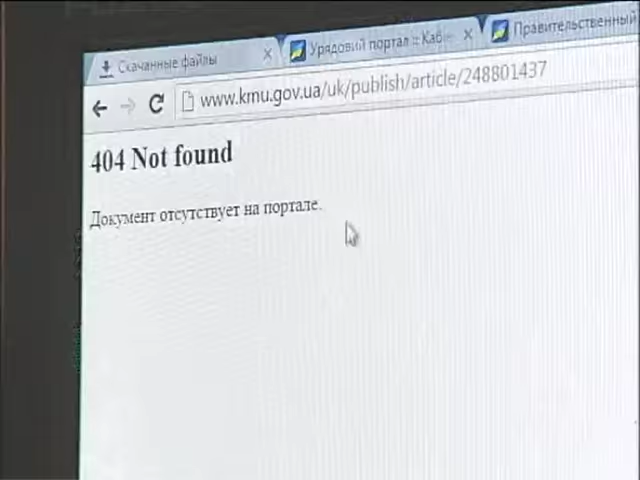 Скачанные файлы
Урядовий портал :: Каб
Правительственный
www.kmu.gov.ua/uk/publish/article/248801437
404 Not found
Документ отсутствует на портале.